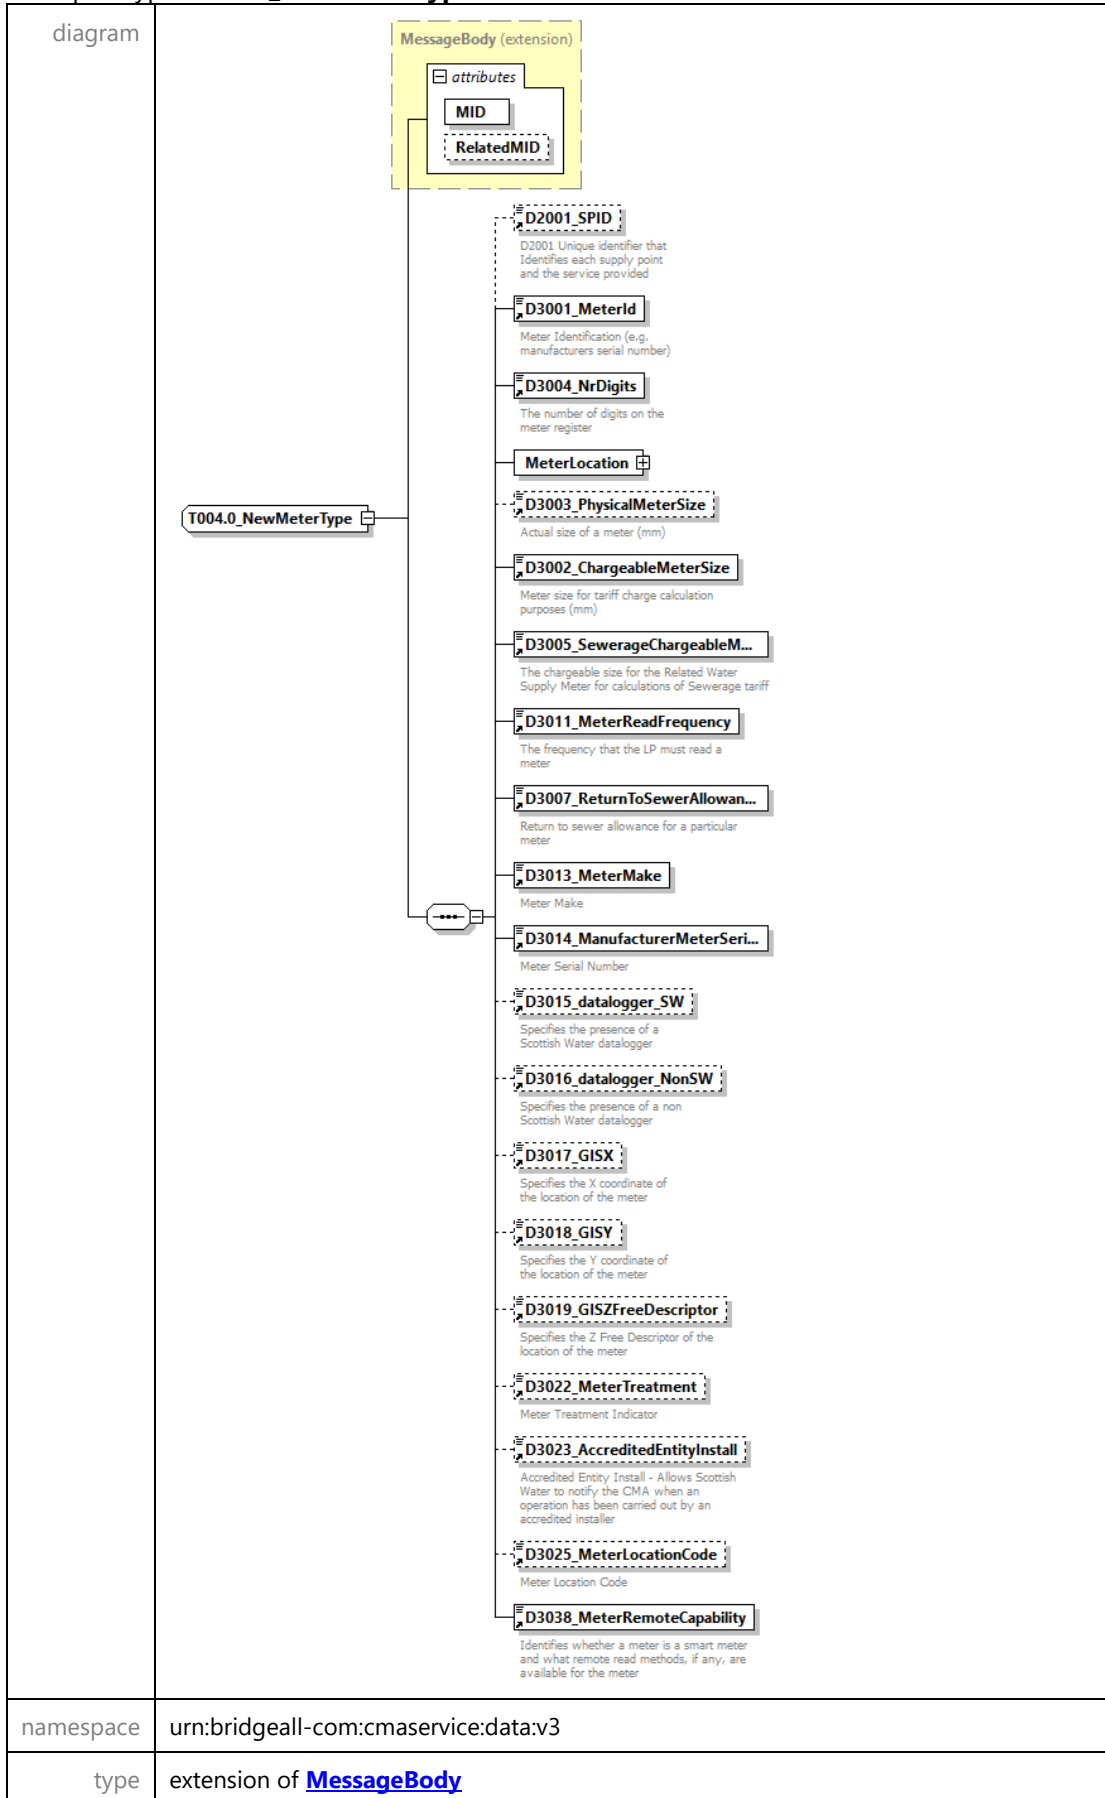 diagram
MessageBody (extension)
attributes
MID
RelatedMID
D2001_SPID
D2001 Unique identifier that
Identifies each supply point
and the service provided
D3001_MeterId
Meter Identification (e.g.
manufacturers serial number)
D3004_NrDigits
The number of digits on the
meter register
MeterLocation
T004.0_NewMeterType
D3003_PhysicalMeterSize
Actual size of a meter (mm)
D3002_ChargeableMeterSize
Meter size for tariff charge calculation
purposes (mm)
D3005_SewerageChargeableM...
The chargeable size for the Related Water
Supply Meter for calculations of Sewerage tariff
D3011_MeterReadFrequency
The frequency that the LP must read a
meter
D3007_ReturnToSewerAllowan...
Return to sewer allowance for a particular
meter
D3013_MeterMake
Meter Make
D3014_ManufacturerMeterSeri...
Meter Serial Number
D3015_datalogger_SW
Specifies the presence of a
Scottish Water datalogger
D3016_datalogger_NonSW
Specifies the presence of a non
Scottish Water datalogger
D3017_GISX
Specifies the X coordinate of
the location of the meter
D3018_GISY
Specifies the Y coordinate of
the location of the meter
D3019_GISZFreeDescriptor
Specifies the Z Free Descriptor of the
location of the meter
D3022_MeterTreatment
Meter Treatment Indicator
D3023_AccreditedEntityInstall
Accredited Entity Install - Allows Scottish
Water to notify the CMA when an
operation has been carried out by an
accredited installer
D3025_MeterLocationCode
Meter Location Code
D3038_MeterRemoteCapability
Identifies whether a meter is a smart meter
and what remote read methods, if any, are
available for the meter
namespace
urn:bridgeall-com:cmaservice:data:v3
type
extension of MessageBody